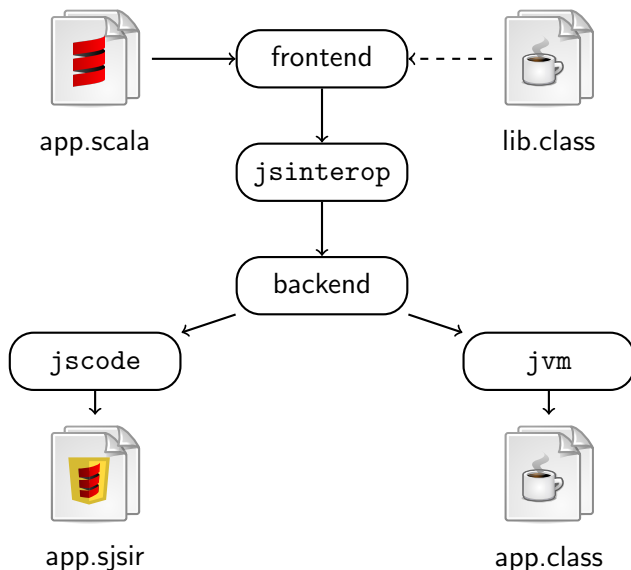 frontend
app.scala
lib.class
jsinterop
backend
jscode
jvm
app.sjsir
app.class